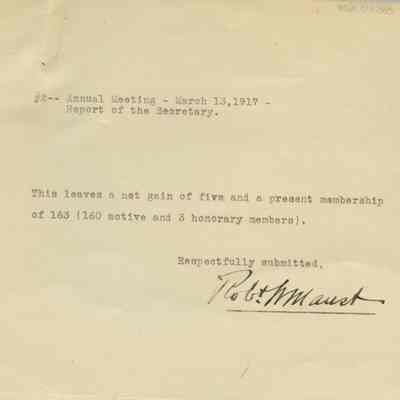 #2-- Annual Meeting - March 13,1917 -
Report of the Secretary.
This leaves a net gain of five and a present membership
of 163 (160 active and 3 honorary members).
Respectfully submitted,
Robt W Maust